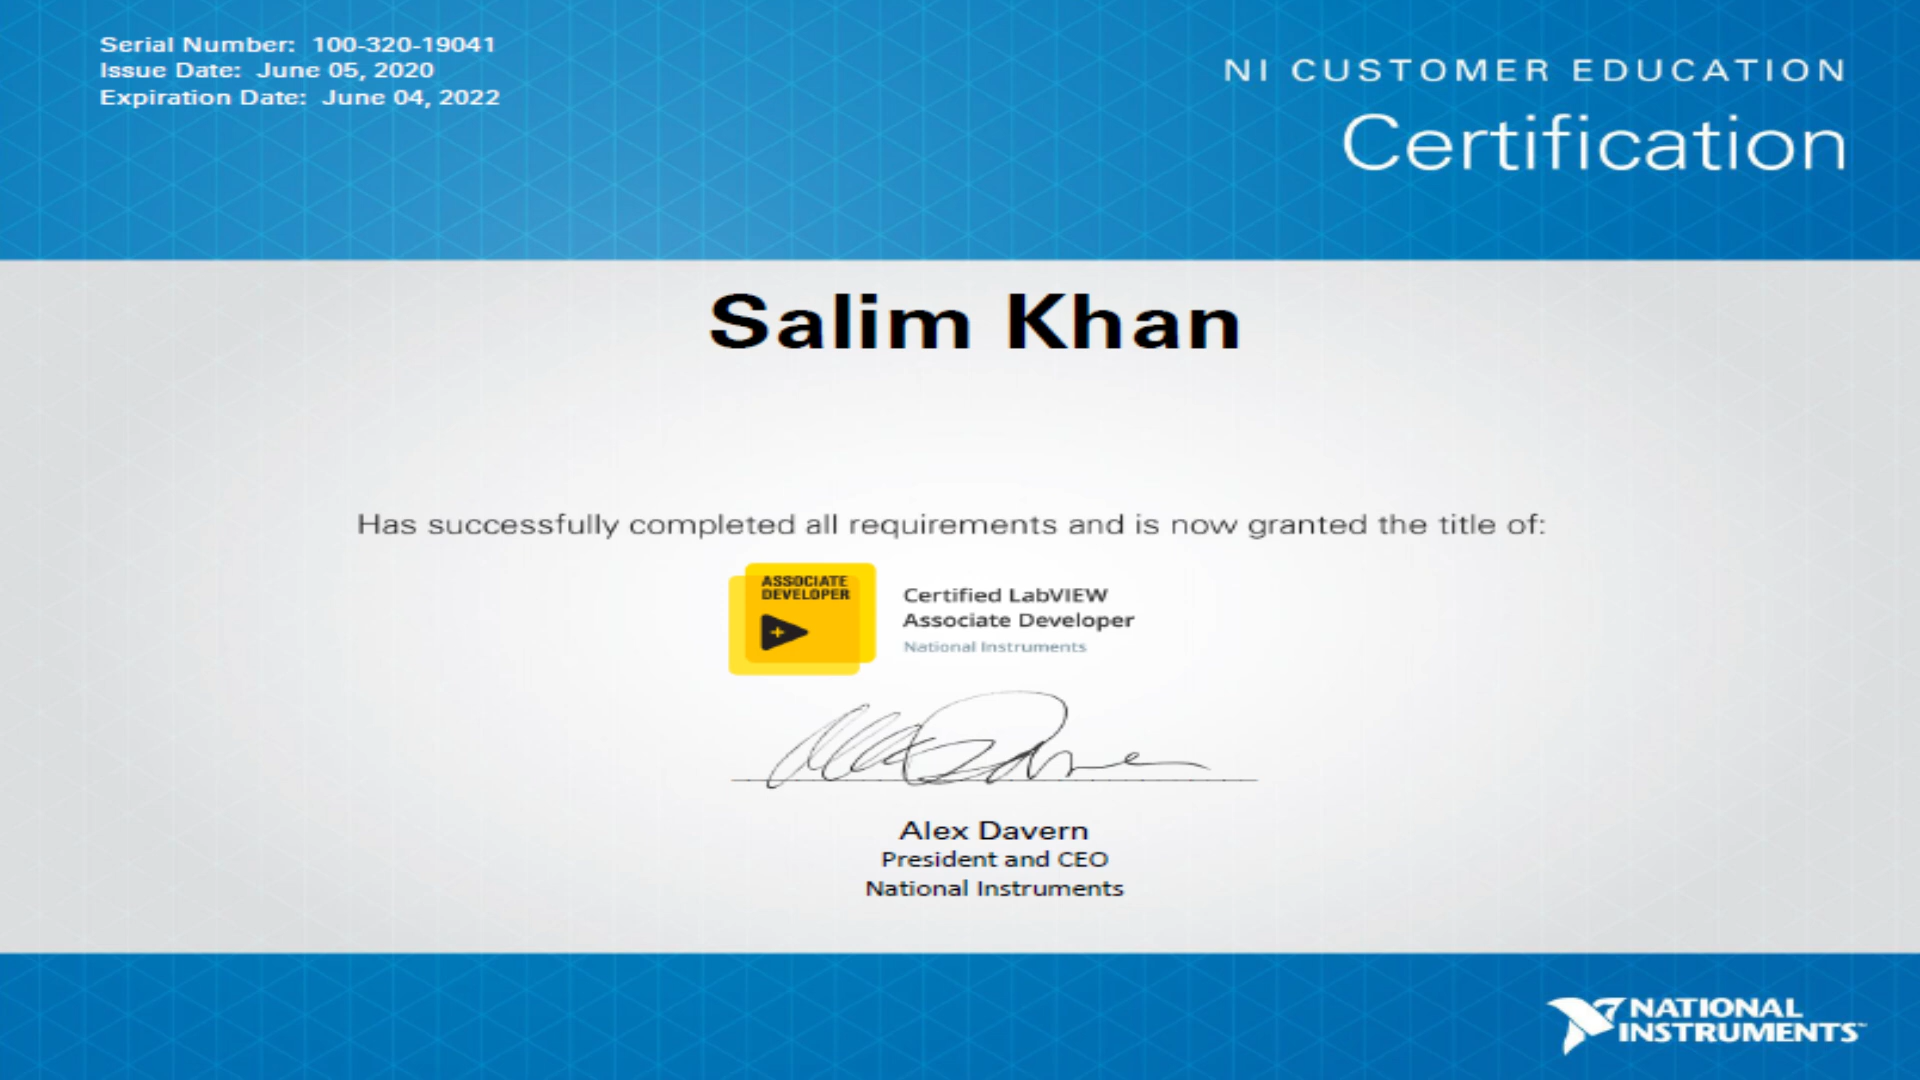 Serial Number: 100-320-19041
Issue Date: June 05, 2020
Expiration Date: June 04, 2022
NI CUSTOMER EDUCATION
Certification
Salim Khan
Has successfully completed all requirements and is now granted the title of:
ASSOCIATE
DEVELOPER
Certified LabVIEW
Associate Developer
National Instruments
Alex Davern
President and CEO
National Instruments
NATIONAL
INSTRUMENTS™